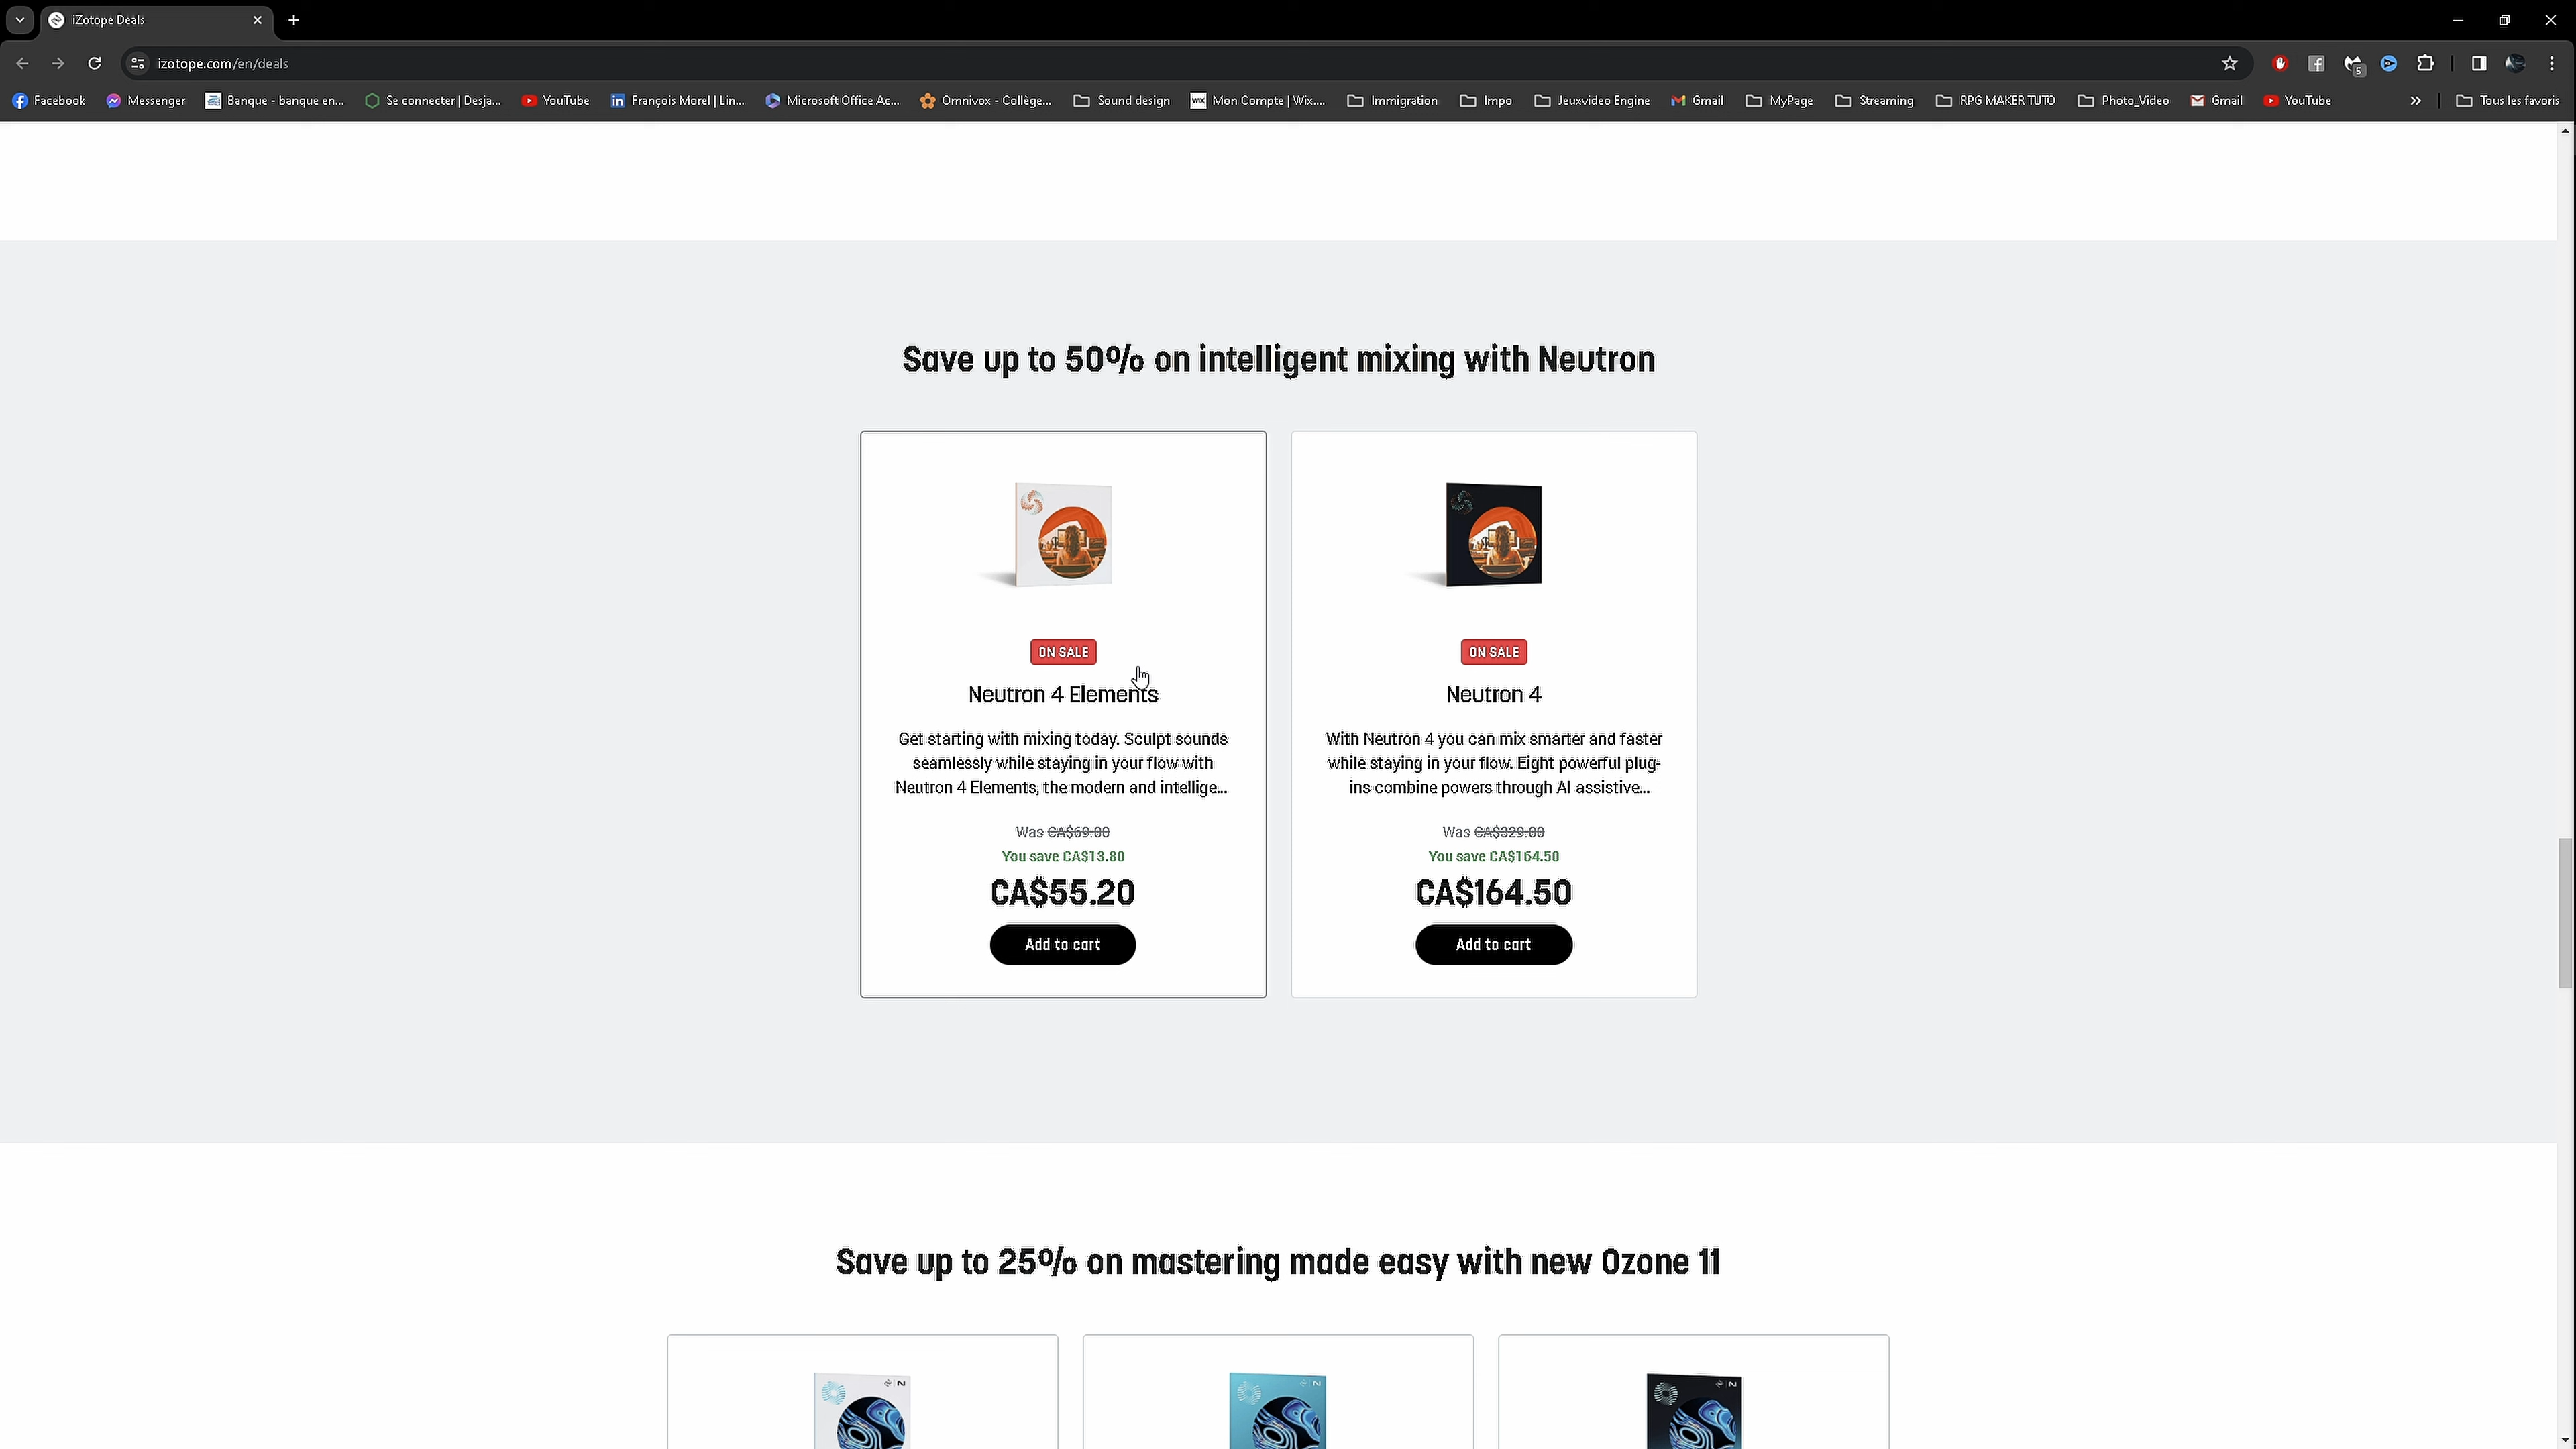 iZotope Deals
izotope.com/en/deals
5
Facebook Messenger Banque - banque en... Se connecter | Desja... YouTube François Morel | Lin... Microsoft Office Ac... Omnivox - Collège... Sound design Mon Compte | Wix.... Immigration Impo Jeuxvideo Engine Gmail MyPage Streaming RPG MAKER TUTO Photo_Video Gmail YouTube Tous les favoris
Save up to 50% on intelligent mixing with Neutron
ON SALE
Neutron 4 Elements
Get starting with mixing today. Sculpt sounds
seamlessly while staying in your flow with
Neutron 4 Elements, the modern and intellige...
Was CA$69.00
You save CA$13.80
CA$55.20
Add to cart
ON SALE
Neutron 4
With Neutron 4 you can mix smarter and faster
while staying in your flow. Eight powerful plug-
ins combine powers through AI assistive...
Was CA$329.00
You save CA$164.50
CA$164.50
Add to cart
Save up to 25% on mastering made easy with new Ozone 11